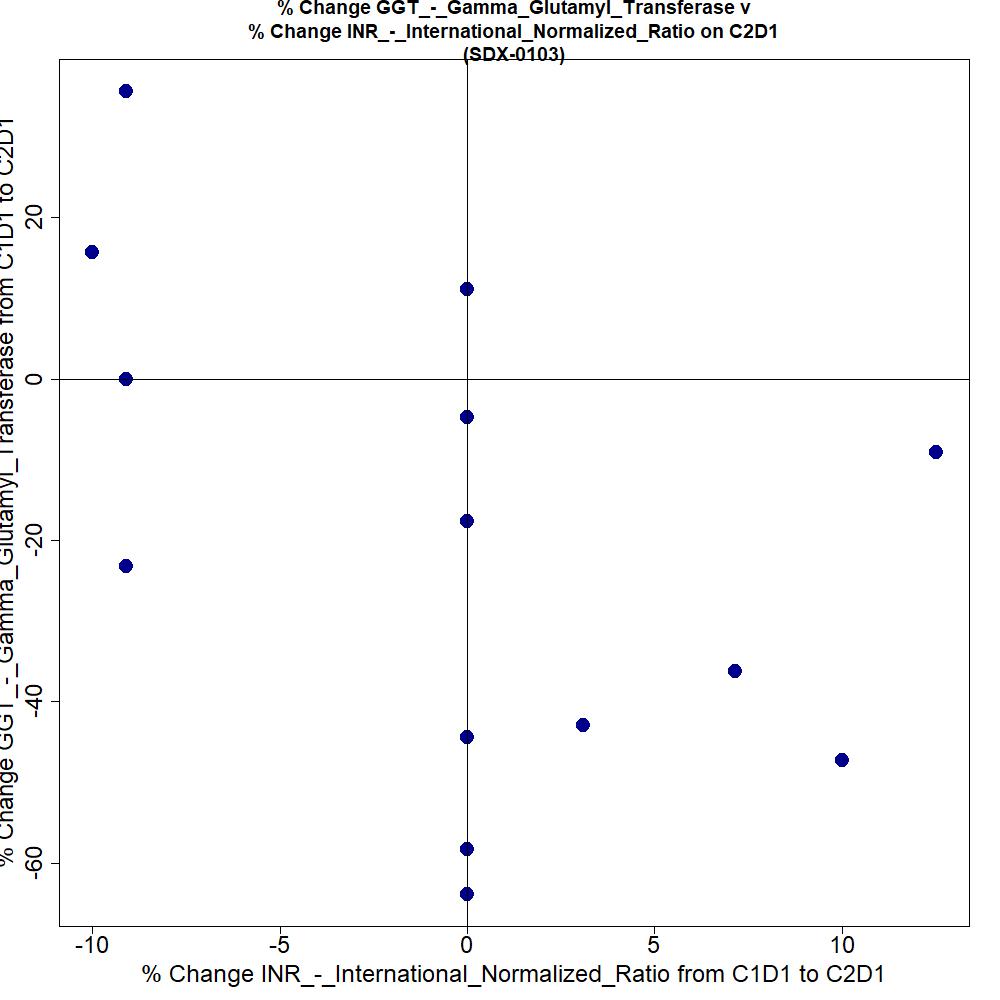 % Change GGT_-_Gamma_Glutamyl_Transferase v
% Change INR_-_International_Normalized_Ratio on C2D1
(SDX-0103)
% Change GGT_-_Gamma_Glutamyl_Transferase from C1D1 to C2D1
20
0
-20
-40
-60
-10
-5
0
5
10
% Change INR_-_International_Normalized_Ratio from C1D1 to C2D1